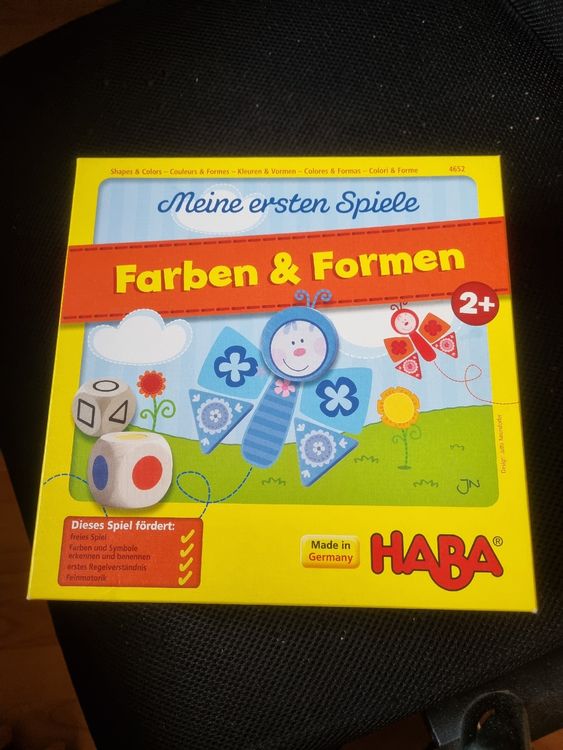 Shapes & Colors – Couleurs & Formes – Kleuren & Vormen – Colores & Formas – Colori & Forme
4652
Meine ersten Spiele
Farben & Formen
2+
JN
Dieses Spiel fördert:
freies Spiel
Farben und Symbole
erkennen und benennen
erstes Regelverständnis
Feinmotorik
Made in
Germany
HABA®